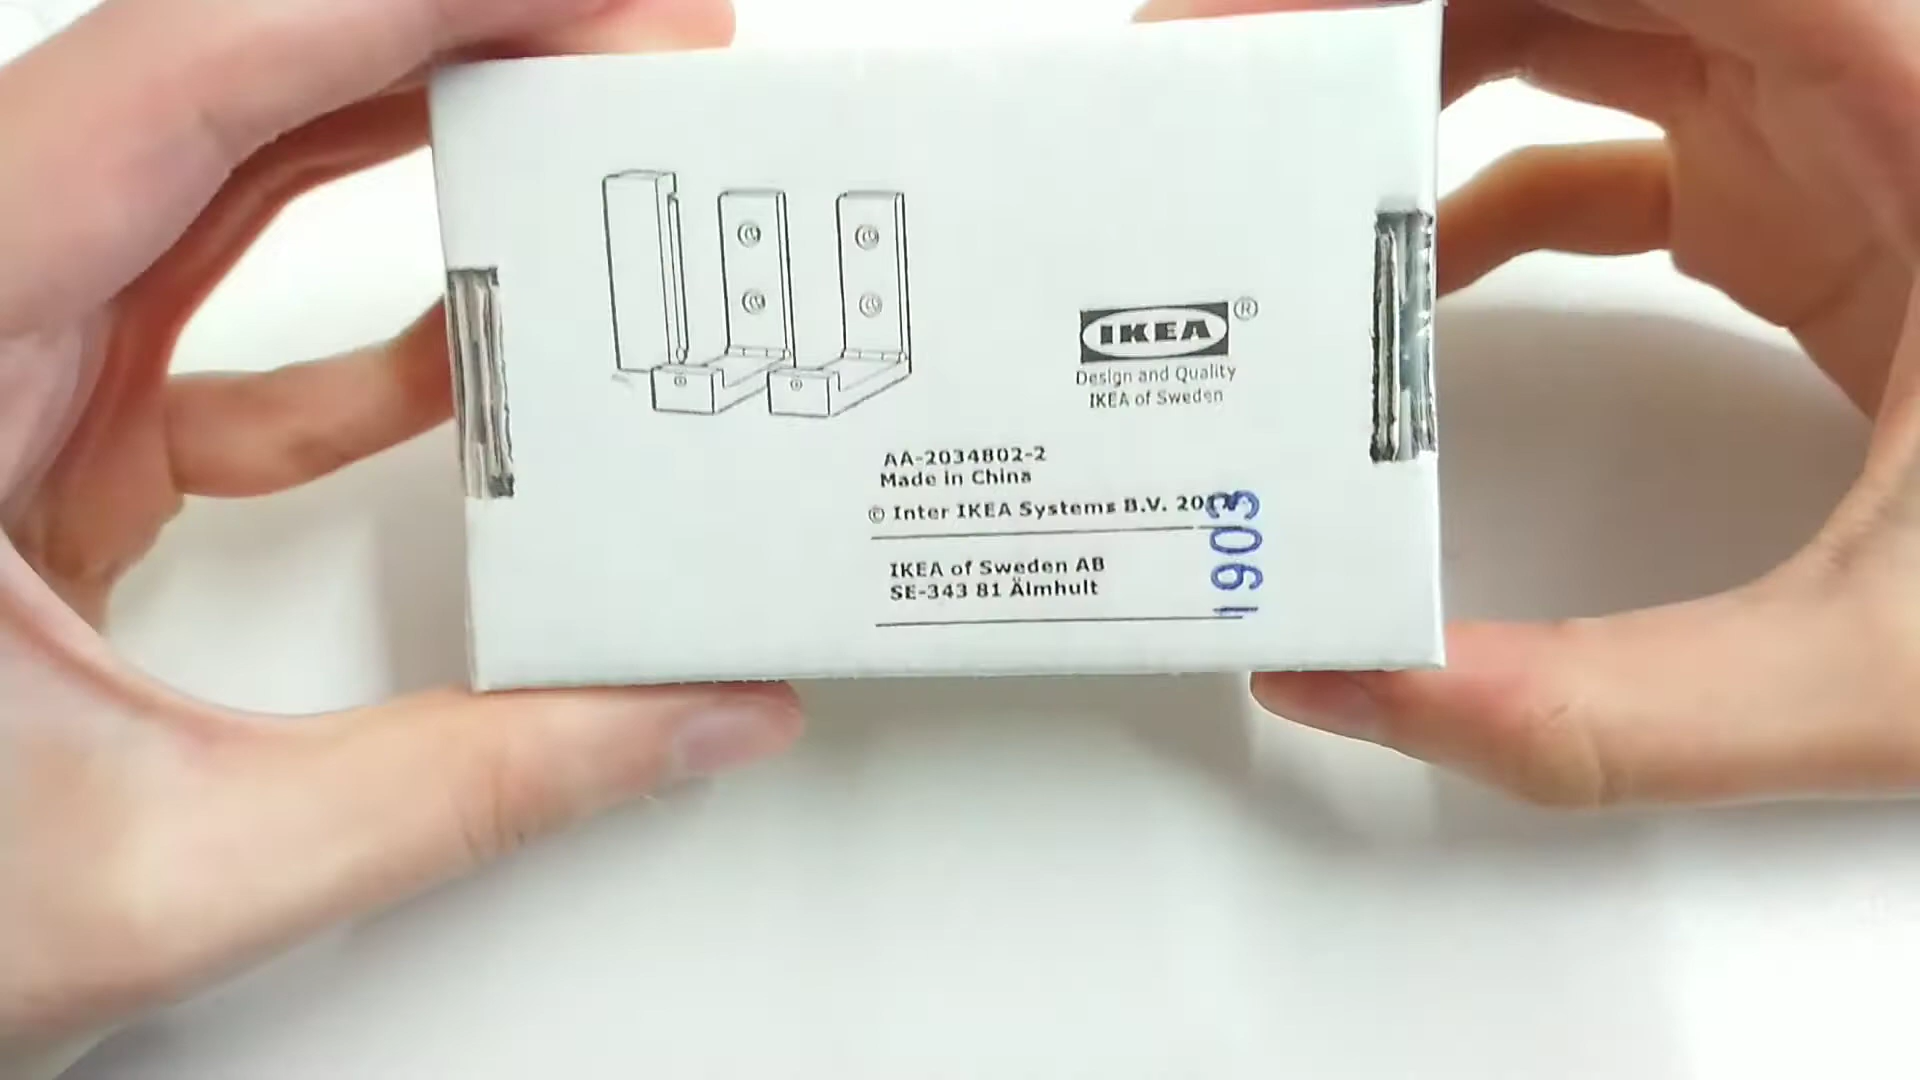 IKEA ®
Design and Quality
IKEA of Sweden
AA-2034802-2
Made in China
© Inter IKEA Systems B.V.
1903
IKEA of Sweden AB
SE-343 81 Älmhult